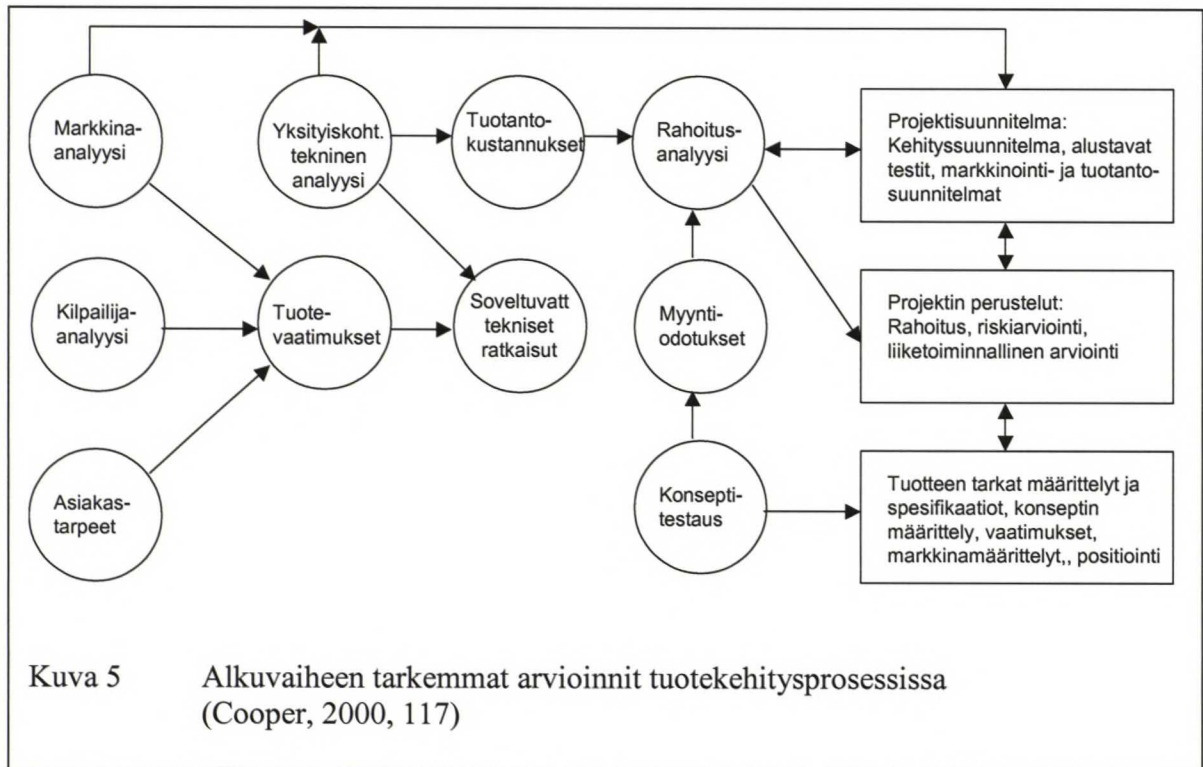 Markkina-
analyysi
Yksityiskoht.
tekninen
analyysi
Tuotanto-
kustannukset
Rahoitus-
analyysi
Projektisuunnitelma:
Kehityssuunnitelma, alustavat
testit, markkinointi- ja tuotanto-
suunnitelmat
Kilpailija-
analyysi
Tuote-
vaatimukset
Soveltuvatt
tekniset
ratkaisut
Myynti-
odotukset
Projektin perustelut:
Rahoitus, riskiarviointi,
liiketoiminnallinen arviointi
Asiakas-
tarpeet
Konsepti-
testaus
Tuotteen tarkat määrittelyt ja
spesifikaatiot, konseptin
määrittely, vaatimukset,
markkinamäärittelyt,, positiointi
Kuva 5 Alkuvaiheen tarkemmat arvioinnit tuotekehitysprosessissa
(Cooper, 2000, 117)